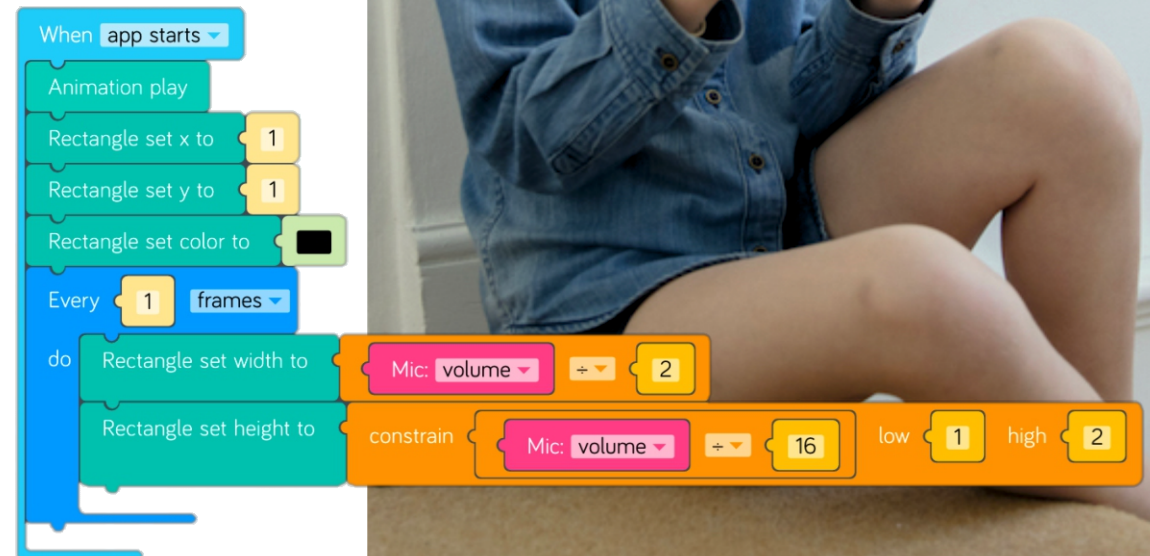 When app starts
Animation play
Rectangle set x to 1
Rectangle set y to 1
Rectangle set color to
Every 1 frames
do Rectangle set width to Mic: volume ÷ 2
Rectangle set height to constrain Mic: volume ÷ 16 low 1 high 2